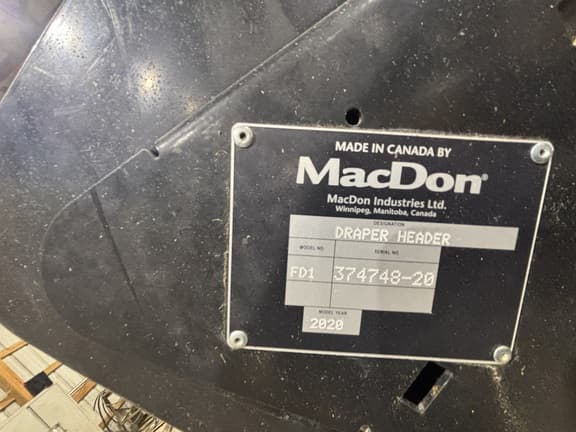 MADE IN CANADA BY
MacDon®
MacDon Industries Ltd.
Winnipeg, Manitoba, Canada
DESIGNATION
DRAPER HEADER
MODEL NO. SERIAL NO.
FD1 374748-20
MODEL YEAR
2020